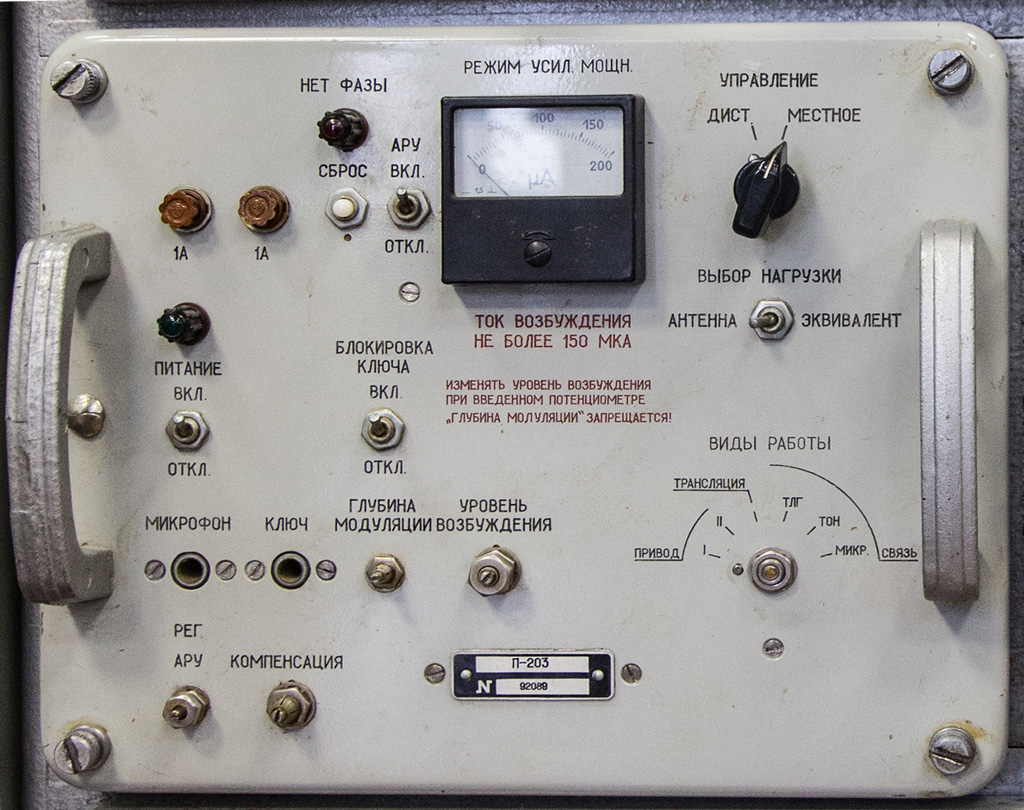 РЕЖИМ УСИЛ. МОЩН.
НЕТ ФАЗЫ
УПРАВЛЕНИЕ
ДИСТ МЕСТНОЕ
50 100 150
0 200
μА
АРУ
СБРОС ВКЛ.
ОТКЛ.
1А 1А
ВЫБОР НАГРУЗКИ
АНТЕННА ЭКВИВАЛЕНТ
ТОК ВОЗБУЖДЕНИЯ
НЕ БОЛЕЕ 150 МКА
БЛОКИРОВКА
КЛЮЧА
ВКЛ.
ОТКЛ.
ПИТАНИЕ
ВКЛ.
ОТКЛ.
ИЗМЕНЯТЬ УРОВЕНЬ ВОЗБУЖДЕНИЯ
ПРИ ВВЕДЕННОМ ПОТЕНЦИОМЕТРЕ
„ГЛУБИНА МОДУЛЯЦИИ“ ЗАПРЕЩАЕТСЯ!
ВИДЫ РАБОТЫ
ТРАНСЛЯЦИЯ
ТЛГ
II ТОН
ПРИВОД I МИКР. СВЯЗЬ
МИКРОФОН КЛЮЧ
ГЛУБИНА
МОДУЛЯЦИИ
УРОВЕНЬ
ВОЗБУЖДЕНИЯ
РЕГ.
АРУ
КОМПЕНСАЦИЯ
П-203
N 92089